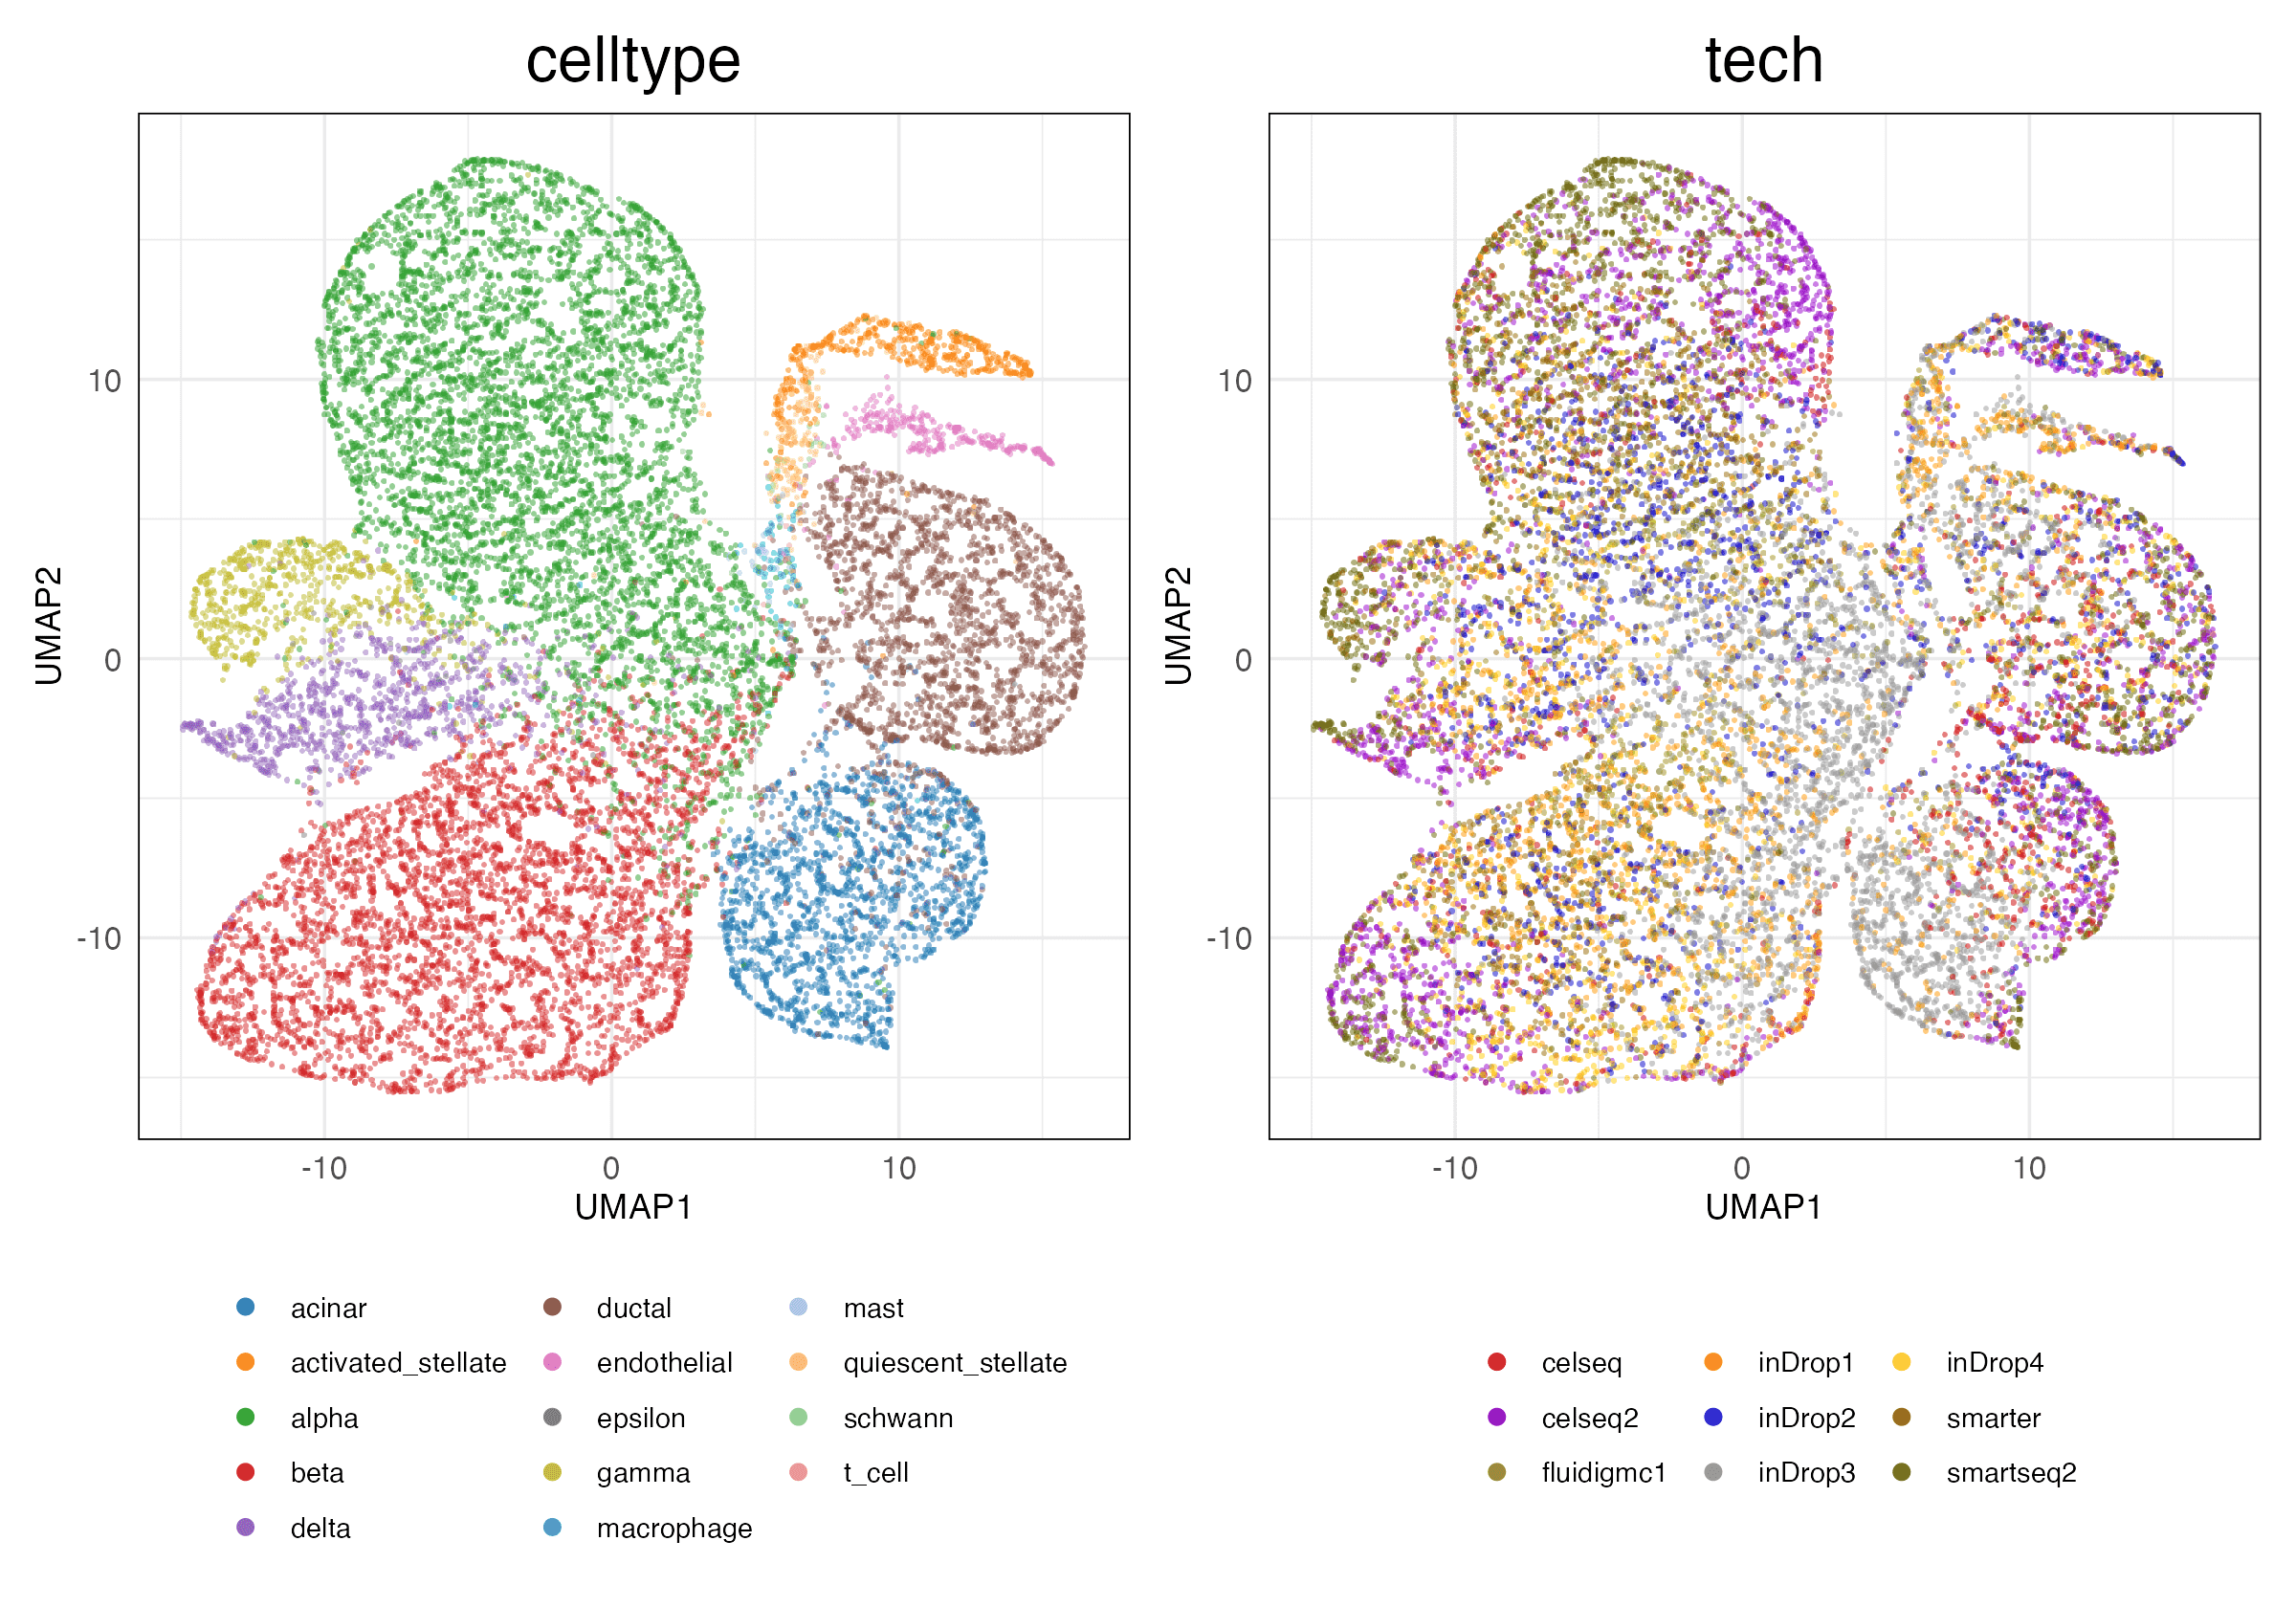 celltype
tech
10
0
-10
UMAP2
-10
0
10
UMAP1
10
0
-10
UMAP2
-10
0
10
UMAP1
acinar
activated_stellate
alpha
beta
delta
ductal
endothelial
epsilon
gamma
macrophage
mast
quiescent_stellate
schwann
t_cell
celseq
celseq2
fluidigmc1
inDrop1
inDrop2
inDrop3
inDrop4
smarter
smartseq2